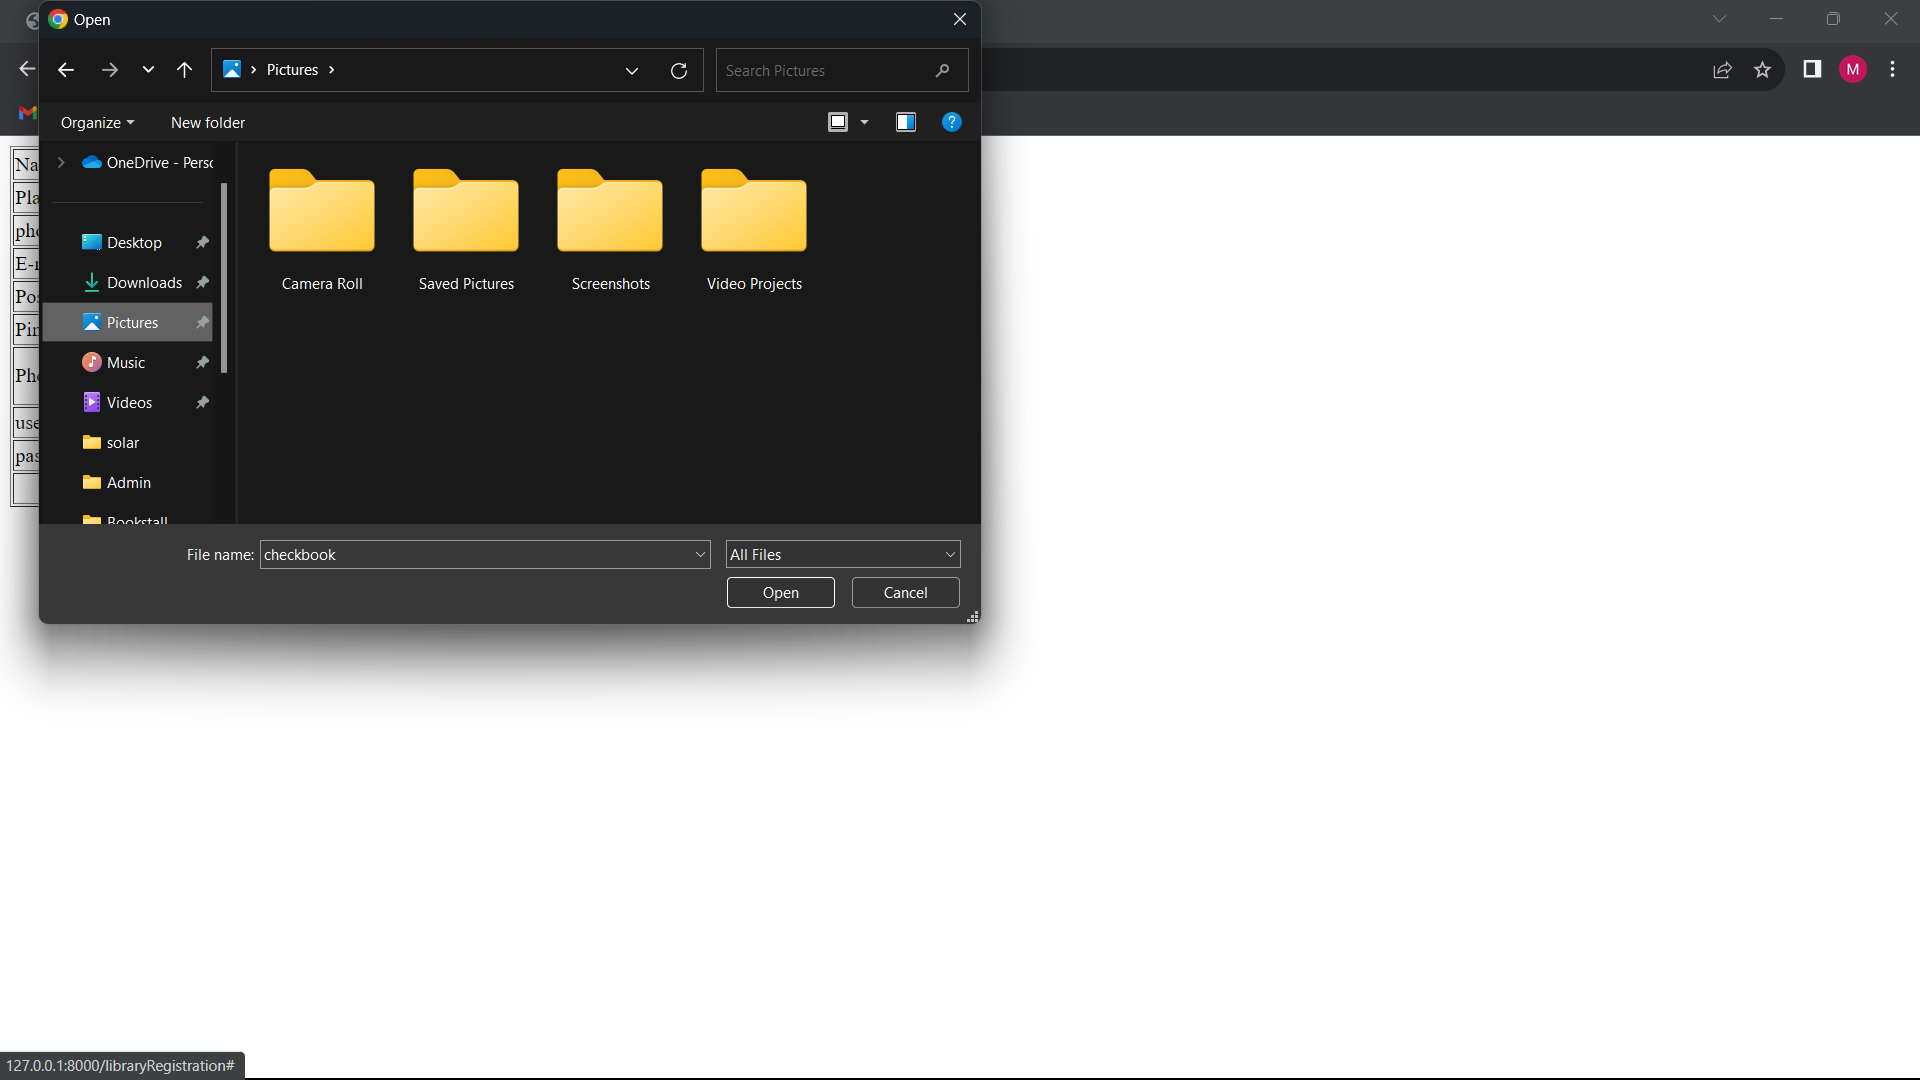 Open
Pictures
Search Pictures
Organize
New folder
OneDrive - Perso
Desktop
Downloads
Pictures
Music
Videos
solar
Admin
Bookstall
Camera Roll
Saved Pictures
Screenshots
Video Projects
File name: checkbook
All Files
Open
Cancel
M
Na
Pla
pho
E-
Pos
Pin
Pho
use
pas
127.0.0.1:8000/libraryRegistration#